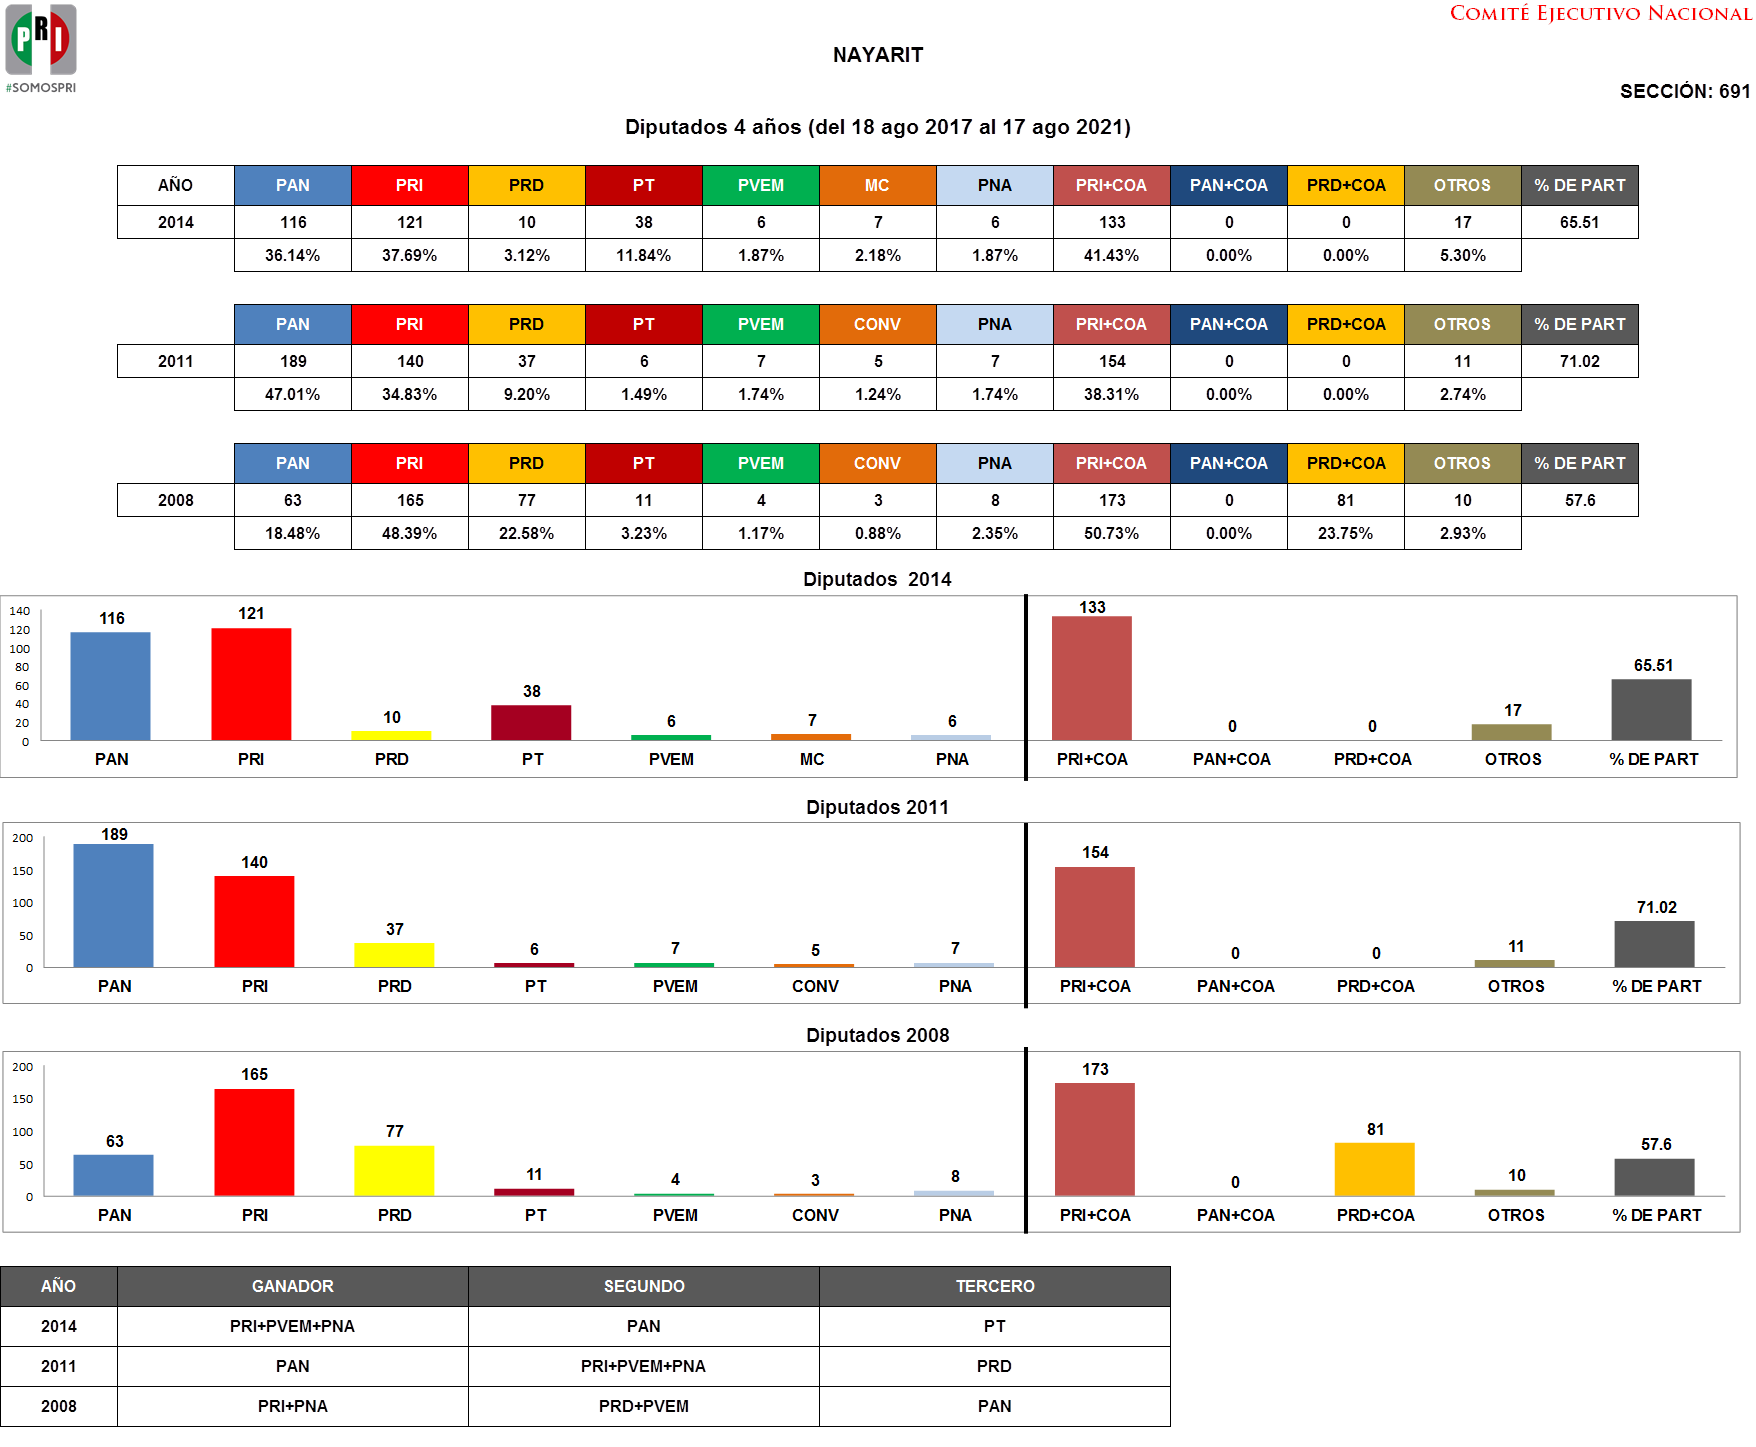 PRI
#SOMOSPRI
COMITÉ EJECUTIVO NACIONAL
NAYARIT
SECCIÓN: 691
Diputados 4 años (del 18 ago 2017 al 17 ago 2021)
AÑO PAN PRI PRD PT PVEM MC PNA PRI+COA PAN+COA PRD+COA OTROS % DE PART
2014 116 121 10 38 6 7 6 133 0 0 17 65.51
36.14% 37.69% 3.12% 11.84% 1.87% 2.18% 1.87% 41.43% 0.00% 0.00% 5.30%
PAN PRI PRD PT PVEM CONV PNA PRI+COA PAN+COA PRD+COA OTROS % DE PART
2011 189 140 37 6 7 5 7 154 0 0 11 71.02
47.01% 34.83% 9.20% 1.49% 1.74% 1.24% 1.74% 38.31% 0.00% 0.00% 2.74%
PAN PRI PRD PT PVEM CONV PNA PRI+COA PAN+COA PRD+COA OTROS % DE PART
2008 63 165 77 11 4 3 8 173 0 81 10 57.6
18.48% 48.39% 22.58% 3.23% 1.17% 0.88% 2.35% 50.73% 0.00% 23.75% 2.93%
Diputados 2014
140
120
100
80
60
40
20
0
116 121 10 38 6 7 6 133 0 0 17 65.51
PAN PRI PRD PT PVEM MC PNA PRI+COA PAN+COA PRD+COA OTROS % DE PART
Diputados 2011
200
150
100
50
0
189 140 37 6 7 5 7 154 0 0 11 71.02
PAN PRI PRD PT PVEM CONV PNA PRI+COA PAN+COA PRD+COA OTROS % DE PART
Diputados 2008
200
150
100
50
0
63 165 77 11 4 3 8 173 0 81 10 57.6
PAN PRI PRD PT PVEM CONV PNA PRI+COA PAN+COA PRD+COA OTROS % DE PART
AÑO GANADOR SEGUNDO TERCERO
2014 PRI+PVEM+PNA PAN PT
2011 PAN PRI+PVEM+PNA PRD
2008 PRI+PNA PRD+PVEM PAN